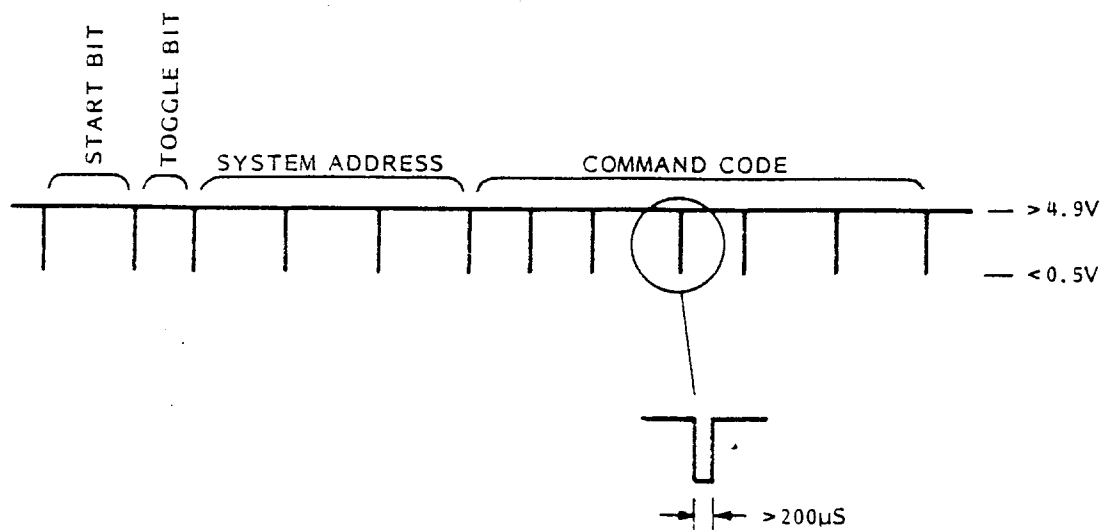 START BIT
TOGGLE BIT
SYSTEM ADDRESS
COMMAND CODE
>4.9V
<0.5V
>200µS